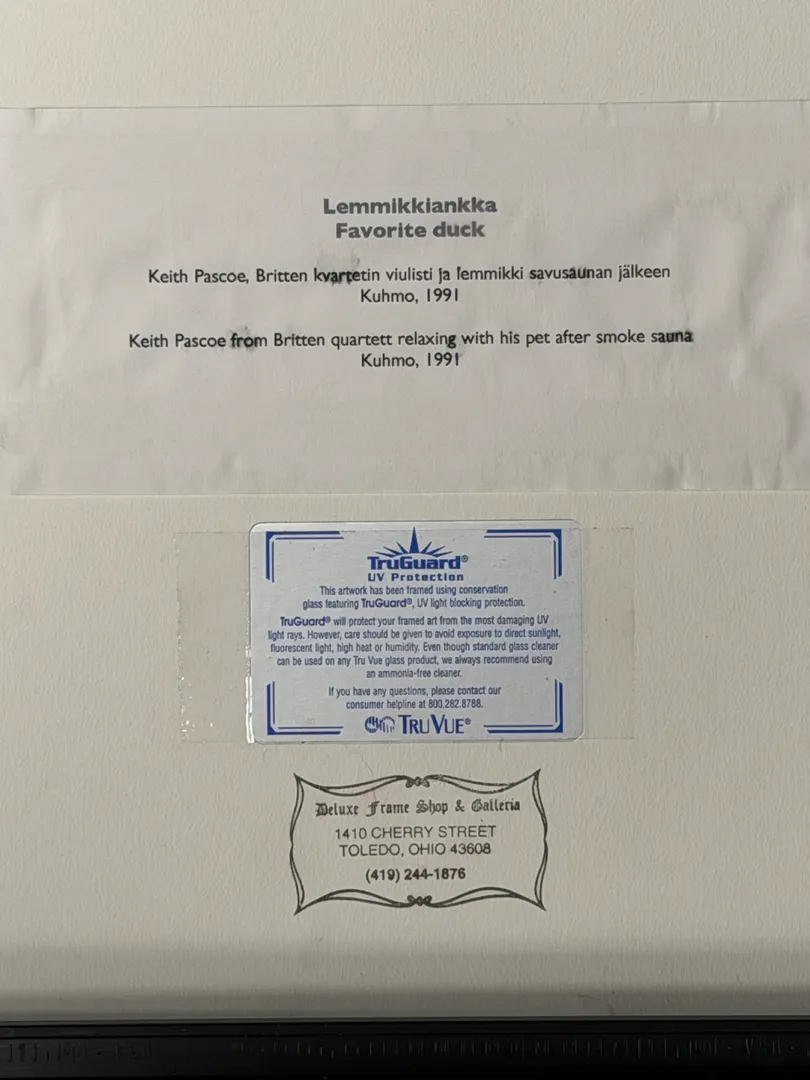 Lemmikkiankka
Favorite duck
Keith Pascoe, Britten kvartetin viulisti ja lemmikki savusaunan jälkeen
Kuhmo, 1991
Keith Pascoe from Britten quartett relaxing with his pet after smoke sauna
Kuhmo, 1991
TruGuard®
UV Protection
This artwork has been framed using conservation
glass featuring TruGuard®, UV light blocking protection.
TruGuard® will protect your framed art from the most damaging UV
light rays. However, care should be given to avoid exposure to direct sunlight,
fluorescent light, high heat or humidity. Even though standard glass cleaner
can be used on any Tru Vue glass product, we always recommend using
an ammonia-free cleaner.
If you have any questions, please contact our
consumer helpline at 800.282.8788.
TRU VUE®
Deluxe Frame Shop & Galleria
1410 CHERRY STREET
TOLEDO, OHIO 43608
(419) 244-1876